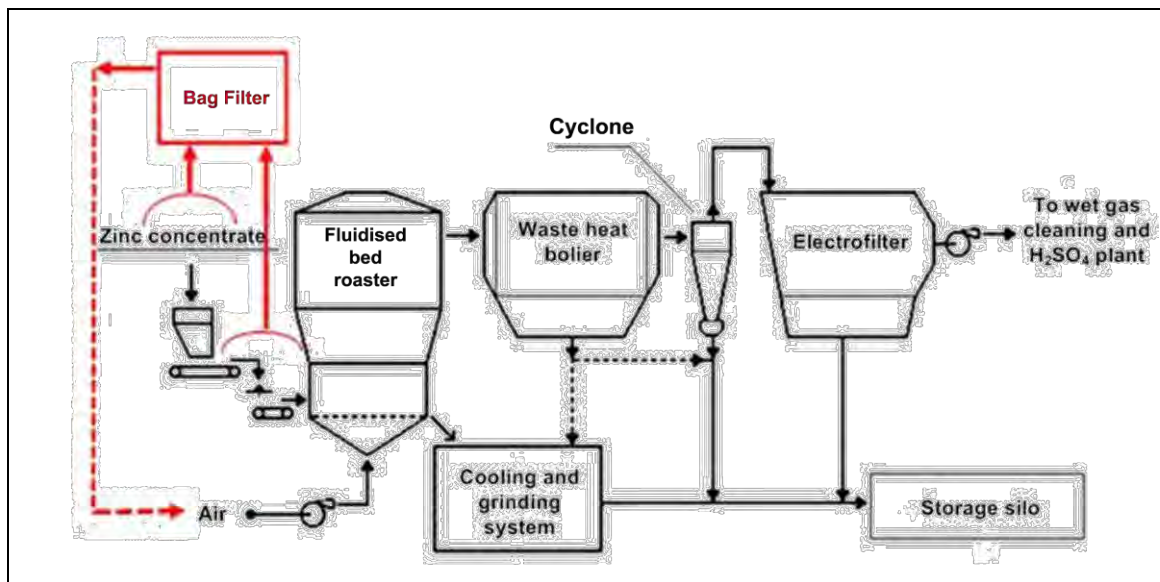 Bag Filter
Cyclone
Zinc concentrate
Fluidised
bed
roaster
Waste heat
bolier
Electrofilter
To wet gas
cleaning and
H₂SO₄ plant
Air
Cooling and
grinding
system
Storage silo